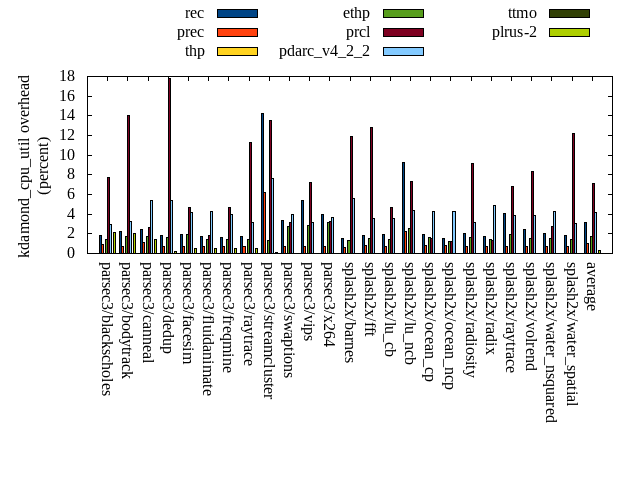 rec ethp ttmo
prec prcl plrus-2
thp pdarc_v4_2_2
kdamond_cpu_util overhead
(percent)
18
16
14
12
10
8
6
4
2
0
parsec3/blackscholes
parsec3/bodytrack
parsec3/canneal
parsec3/dedup
parsec3/facesim
parsec3/fluidanimate
parsec3/freqmine
parsec3/raytrace
parsec3/streamcluster
parsec3/swaptions
parsec3/vips
parsec3/x264
splash2x/barnes
splash2x/fft
splash2x/lu_cb
splash2x/lu_ncb
splash2x/ocean_cp
splash2x/ocean_ncp
splash2x/radiosity
splash2x/radix
splash2x/raytrace
splash2x/volrend
splash2x/water_nsquared
splash2x/water_spatial
average